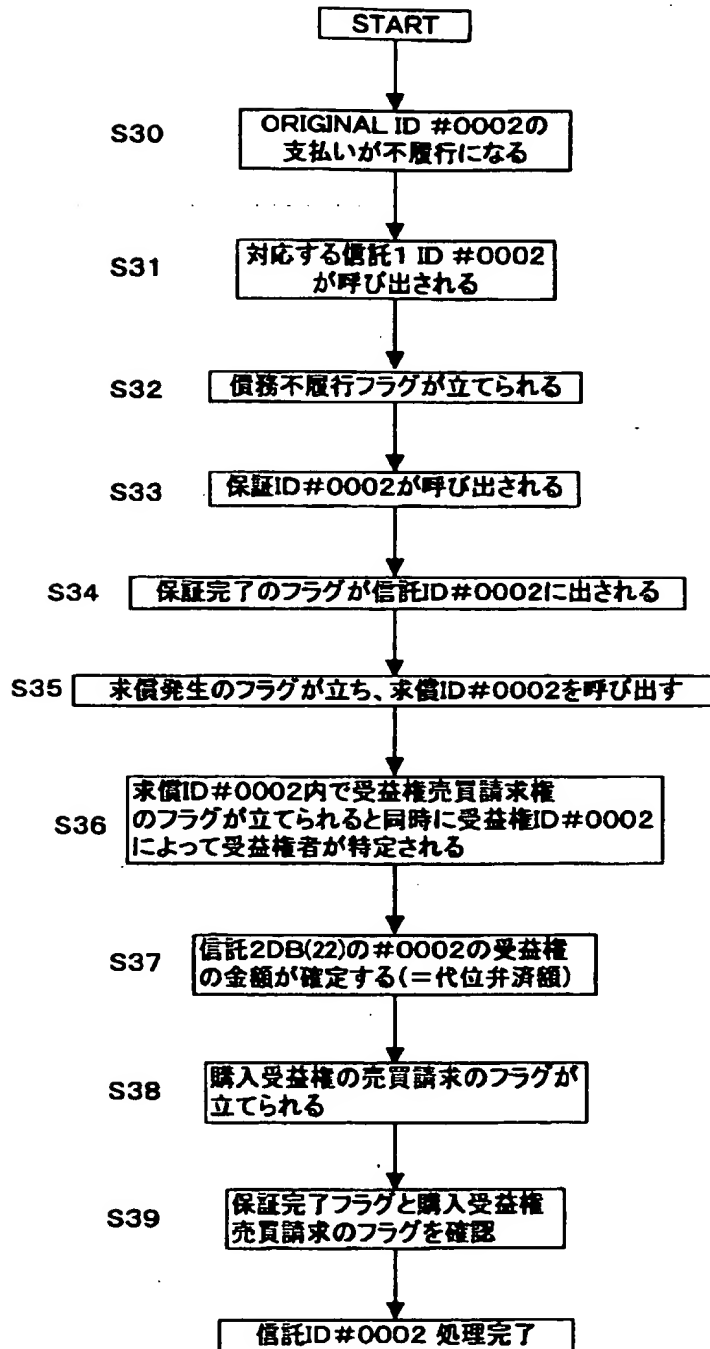 START
S30
ORIGINAL ID #0002の
支払いが不履行になる
S31
対応する信託1 ID #0002
が呼び出される
S32
債務不履行フラグが立てられる
S33
保証ID#0002が呼び出される
S34
保証完了のフラグが信託ID#0002に出される
S35
求償発生のフラグが立ち、求償ID#0002を呼び出す
S36
求償ID#0002内で受益権売買請求権
のフラグが立てられると同時に受益権ID#0002
によって受益権者が特定される
S37
信託2DB(22)の#0002の受益権
の金額が確定する(=代位弁済額)
S38
購入受益権の売買請求のフラグが
立てられる
S39
保証完了フラグと購入受益権
売買請求のフラグを確認
信託ID#0002 処理完了